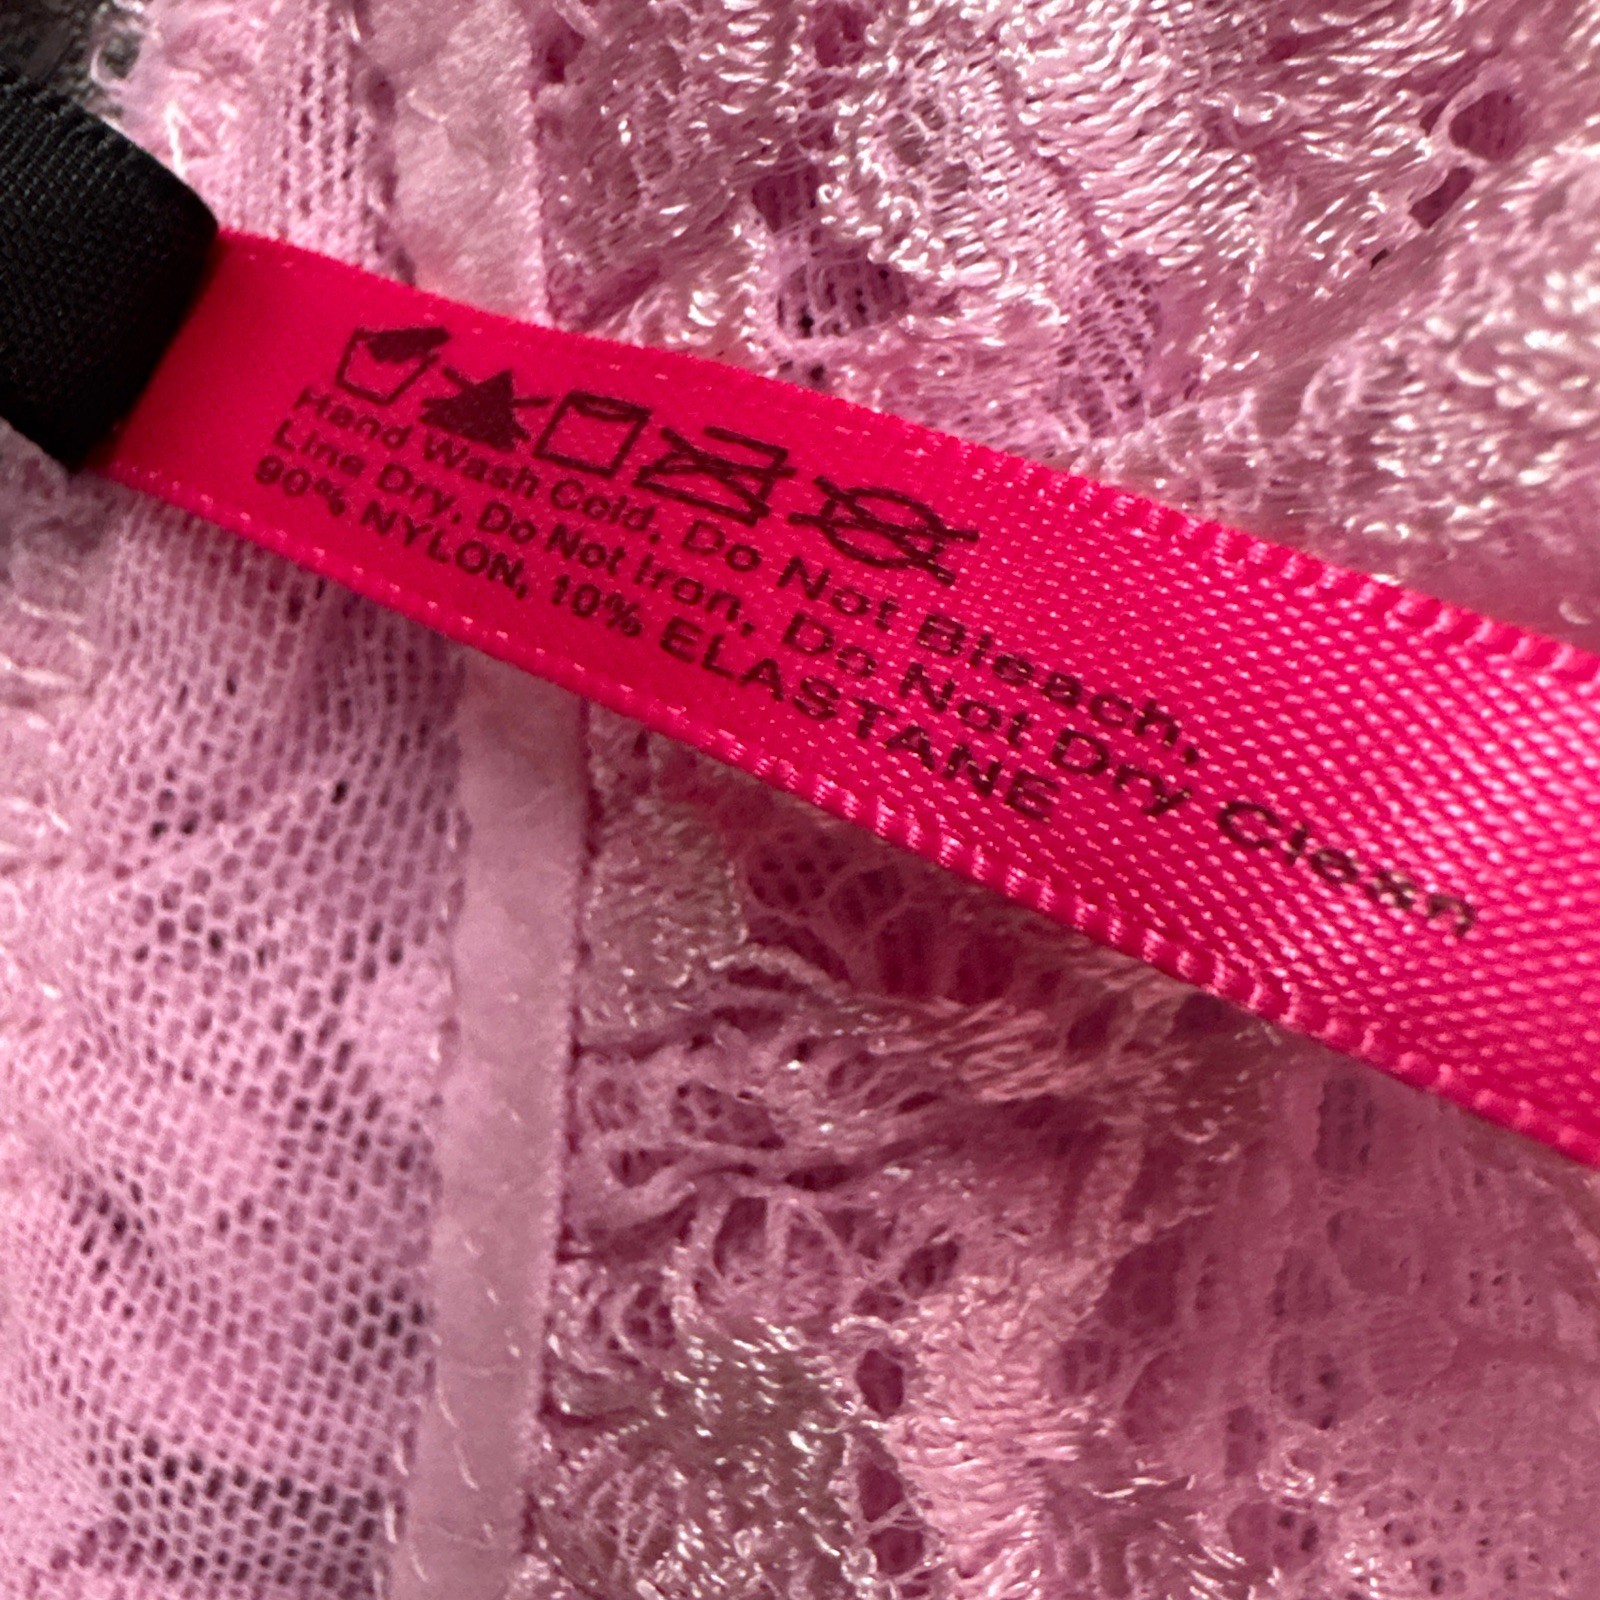 Hand Wash Cold, Do Not Bleach,
Line Dry, Do Not Iron, Do Not Dry Clean
90% NYLON, 10% ELASTANE